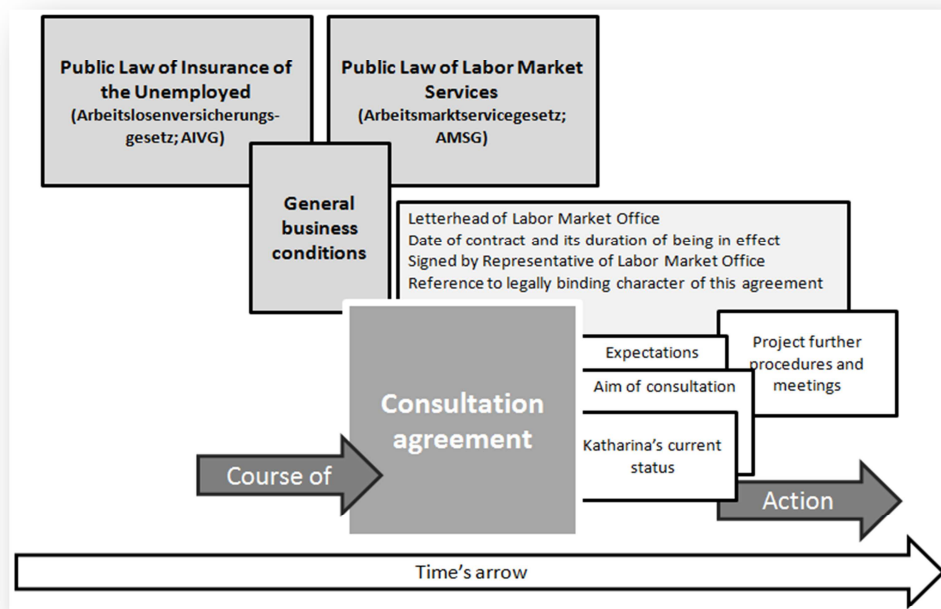 Public Law of Insurance of
the Unemployed
(Arbeitslosenversicherungs-
gesetz; AIVG)
Public Law of Labor Market
Services
(Arbeitsmarktservicegesetz;
AMSG)
General
business
conditions
Letterhead of Labor Market Office
Date of contract and its duration of being in effect
Signed by Representative of Labor Market Office
Reference to legally binding character of this agreement
Consultation
agreement
Expectations
Aim of consultation
Katharina's current
status
Project further
procedures and
meetings
Course of
Action
Time's arrow